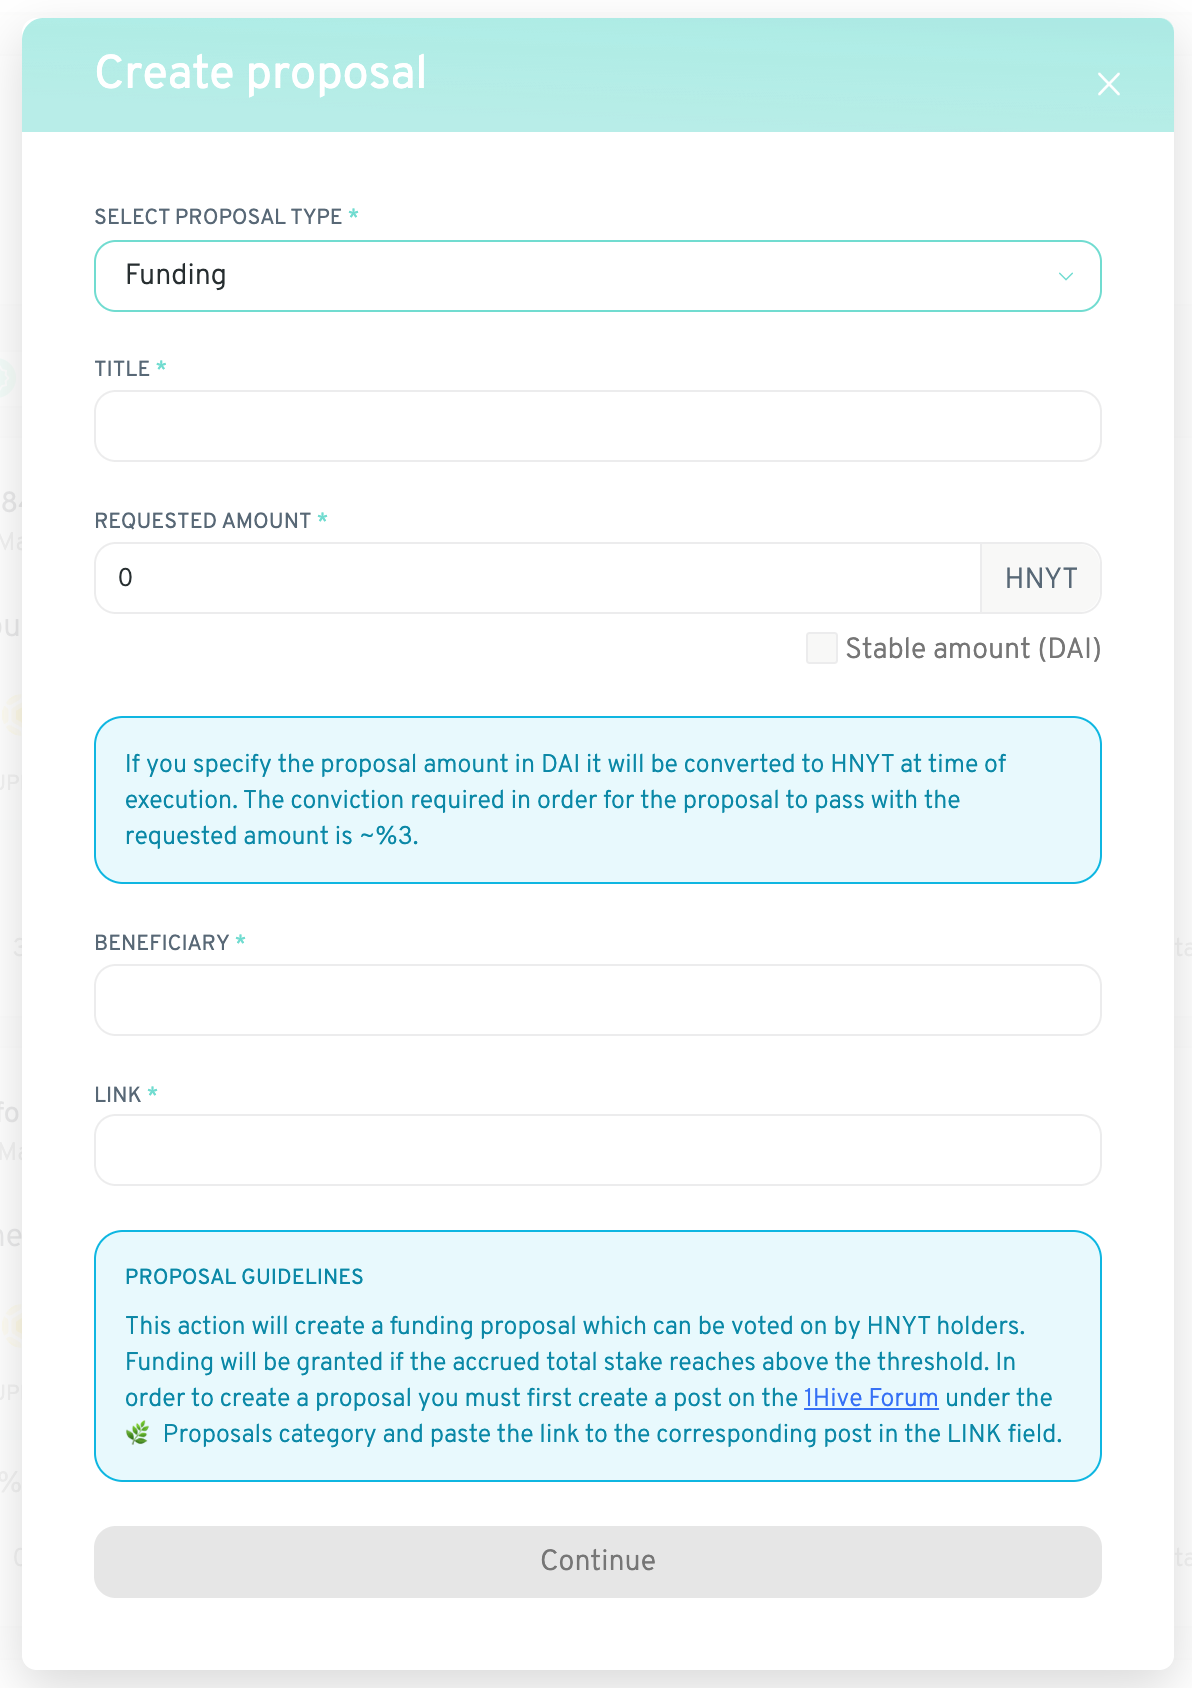 Create proposal
SELECT PROPOSAL TYPE *
Funding
TITLE *
REQUESTED AMOUNT *
0
HNYT
Stable amount (DAI)
If you specify the proposal amount in DAI it will be converted to HNYT at time of
execution. The conviction required in order for the proposal to pass with the
requested amount is ~%3.
BENEFICIARY *
LINK *
PROPOSAL GUIDELINES
This action will create a funding proposal which can be voted on by HNYT holders.
Funding will be granted if the accrued total stake reaches above the threshold. In
order to create a proposal you must first create a post on the 1Hive Forum under the
🌿 Proposals category and paste the link to the corresponding post in the LINK field.
Continue